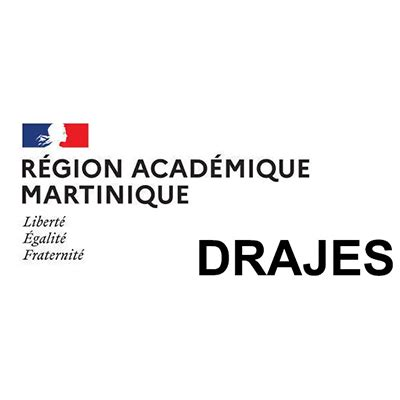 RÉGION ACADÉMIQUE
MARTINIQUE
Liberté
Égalité
Fraternité
DRAJES